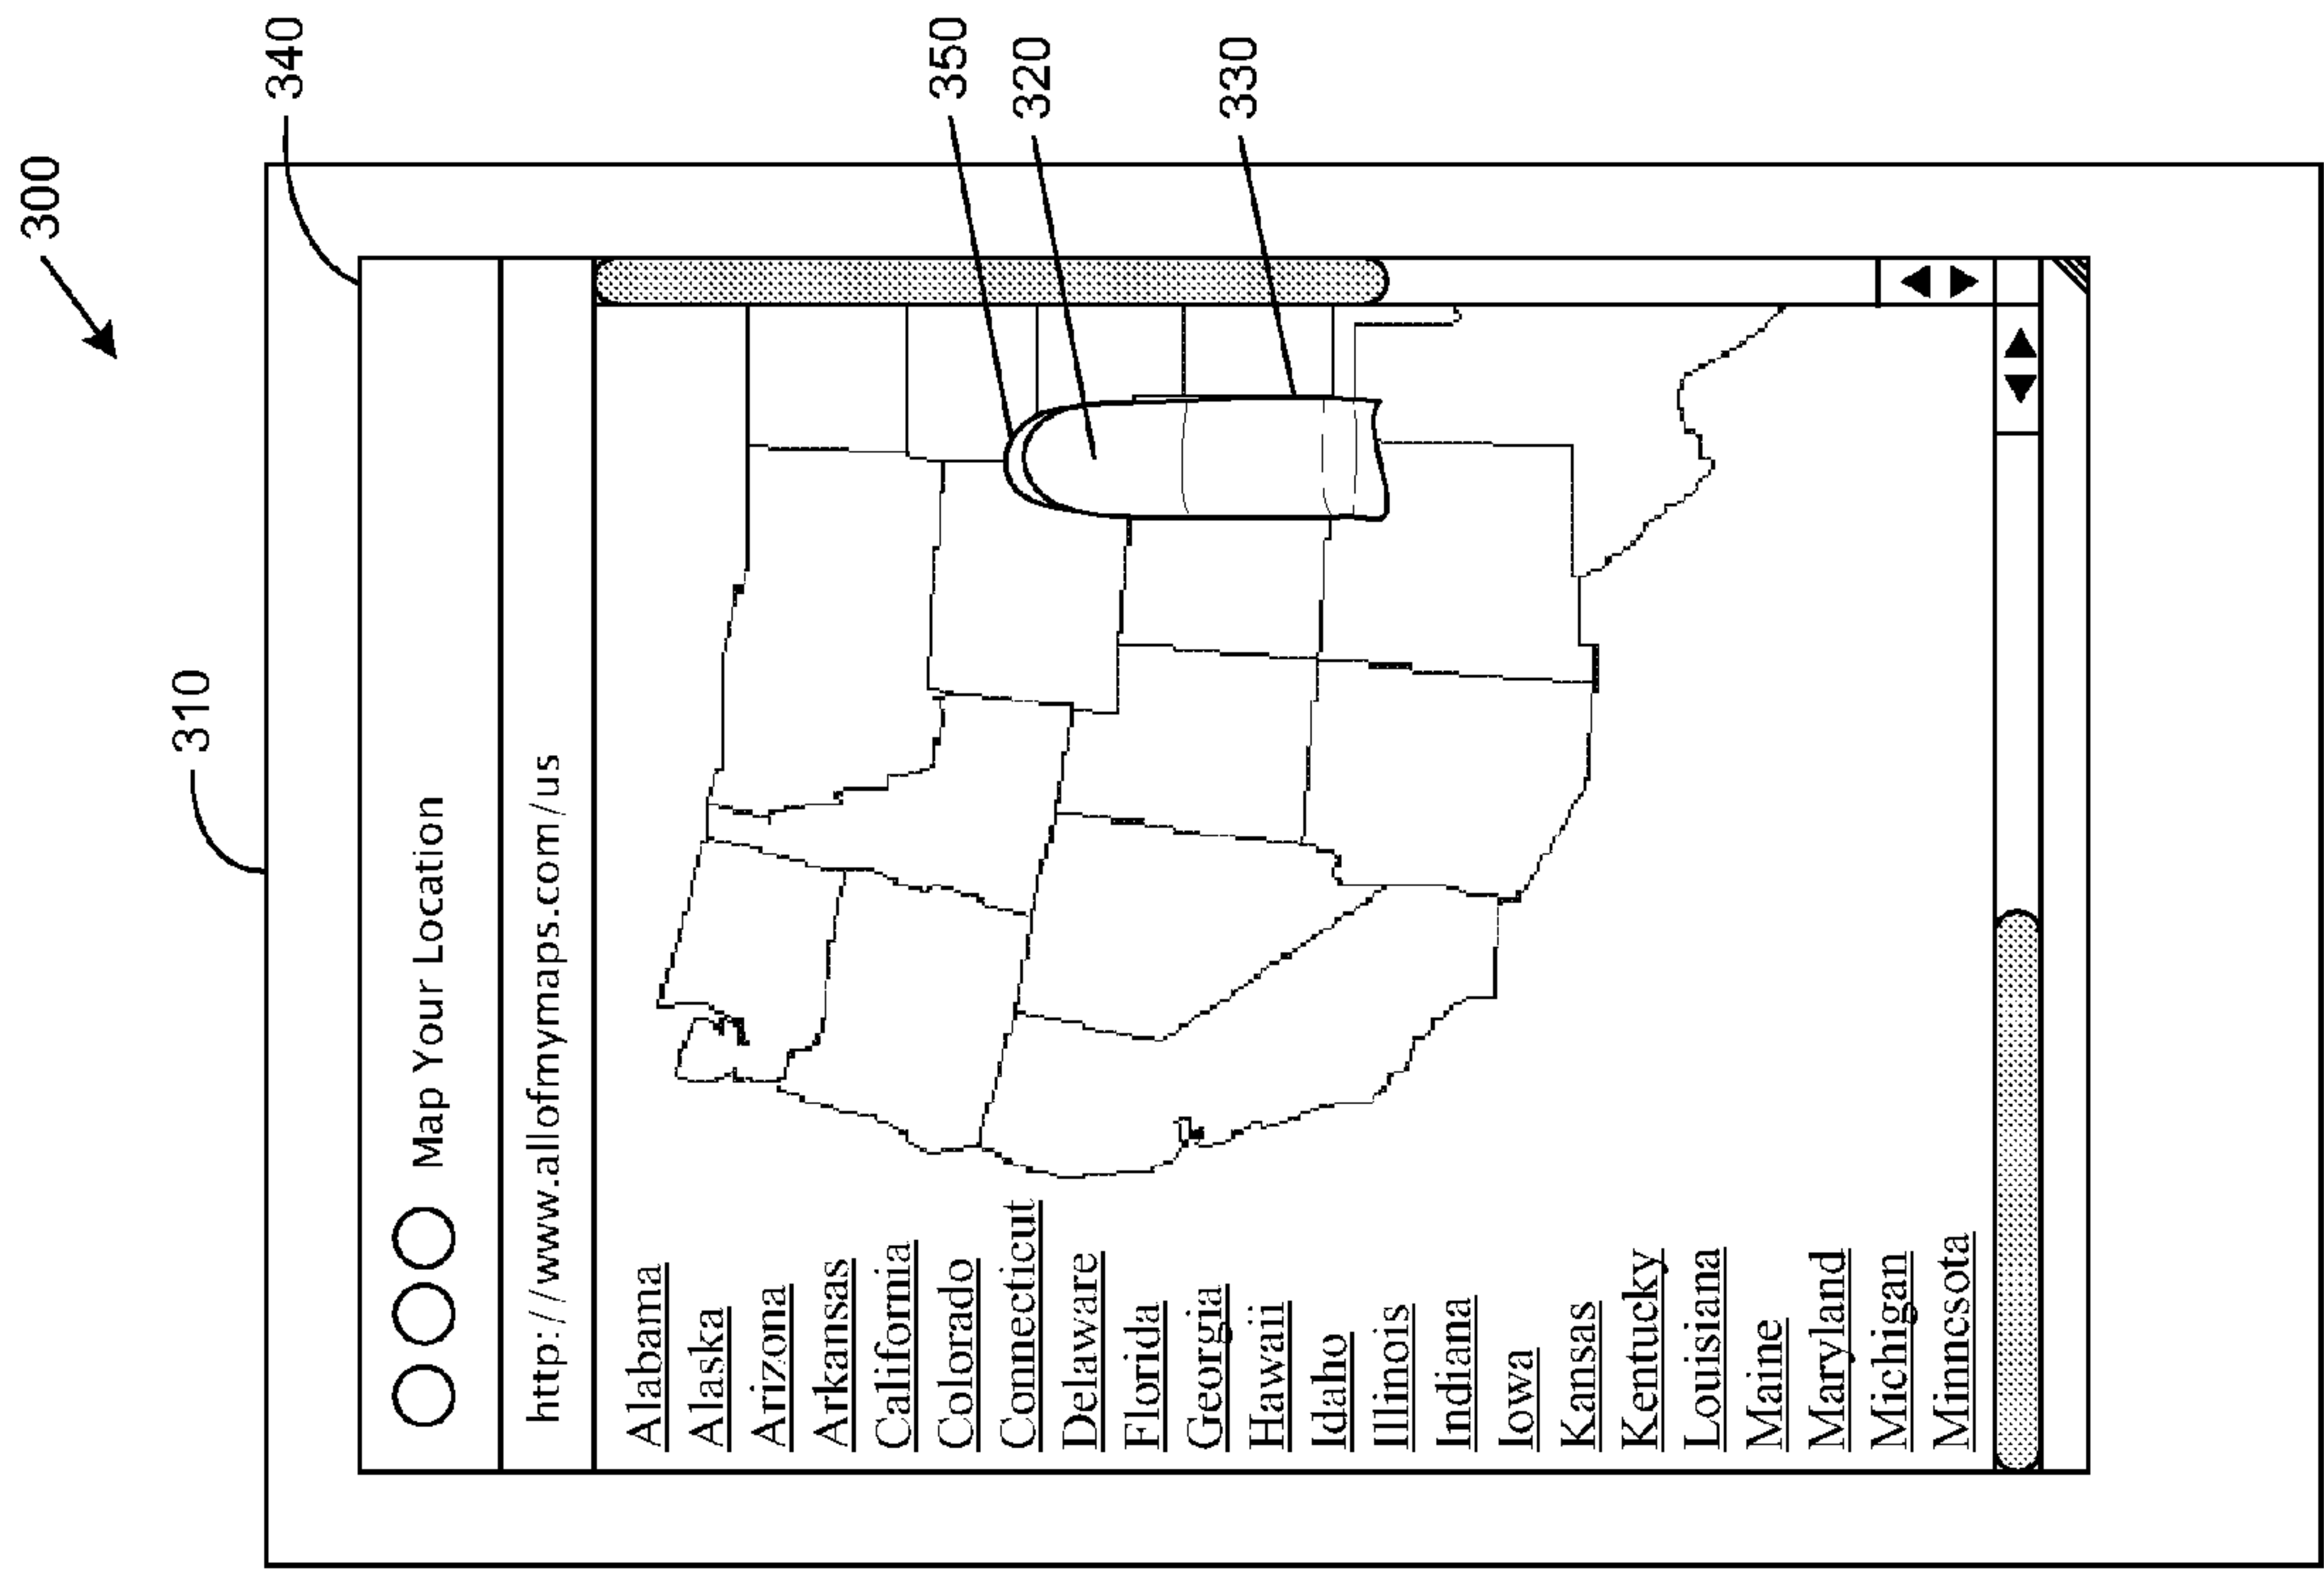 300
310
340
Map Your Location
http://www.allofmymaps.com/us
350
320
330
Alabama
Alaska
Arizona
Arkansas
California
Colorado
Connecticut
Delaware
Florida
Georgia
Hawaii
Idaho
Illinois
Indiana
Iowa
Kansas
Kentucky
Louisiana
Maine
Maryland
Michigan
Minnesota